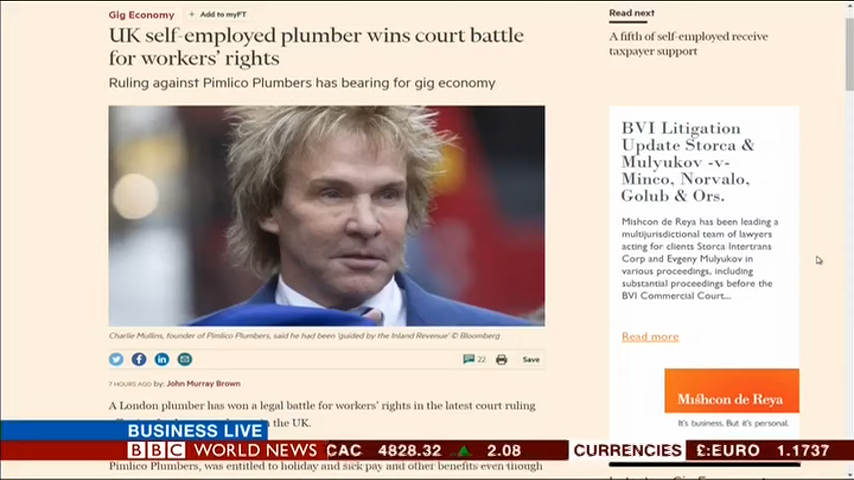 Gig Economy + Add to myFT
UK self-employed plumber wins court battle
for workers' rights
Ruling against Pimlico Plumbers has bearing for gig economy
Charlie Mullins, founder of Pimlico Plumbers, said he had been 'guided by the Inland Revenue' © Bloomberg
22 Save
7 HOURS AGO by: John Murray Brown
A London plumber has won a legal battle for workers' rights in the latest court ruling
in the UK.
Pimlico Plumbers, was entitled to holiday and sick pay and other benefits even though
Read next
A fifth of self-employed receive
taxpayer support
BVI Litigation
Update Storca &
Mulyukov -v-
Minco, Norvalo,
Golub & Ors.
Mishcon de Reya has been leading a
multijurisdictional team of lawyers
acting for clients Storca Intertrans
Corp and Evgeny Mulyukov in
various proceedings, including
substantial proceedings before the
BVI Commercial Court...
Read more
Mishcon de Reya
It's business. But it's personal.
BUSINESS LIVE
BBC WORLD NEWS CAC 4828.32 ▲ 2.08 CURRENCIES £:EURO 1.1737